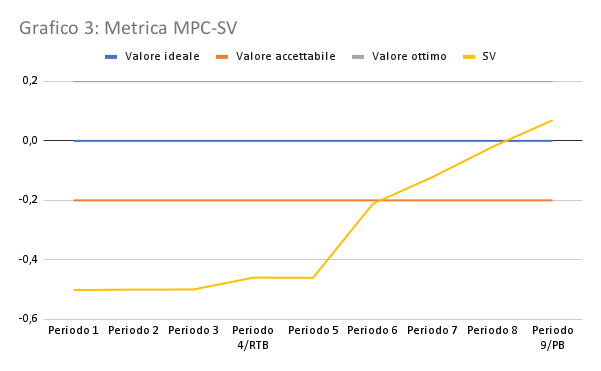 Grafico 3: Metrica MPC-SV
Valore ideale Valore accettabile Valore ottimo SV
0,2
0,0
-0,2
-0,4
-0,6
Periodo 1 Periodo 2 Periodo 3 Periodo 4/RTB Periodo 5 Periodo 6 Periodo 7 Periodo 8 Periodo 9/PB